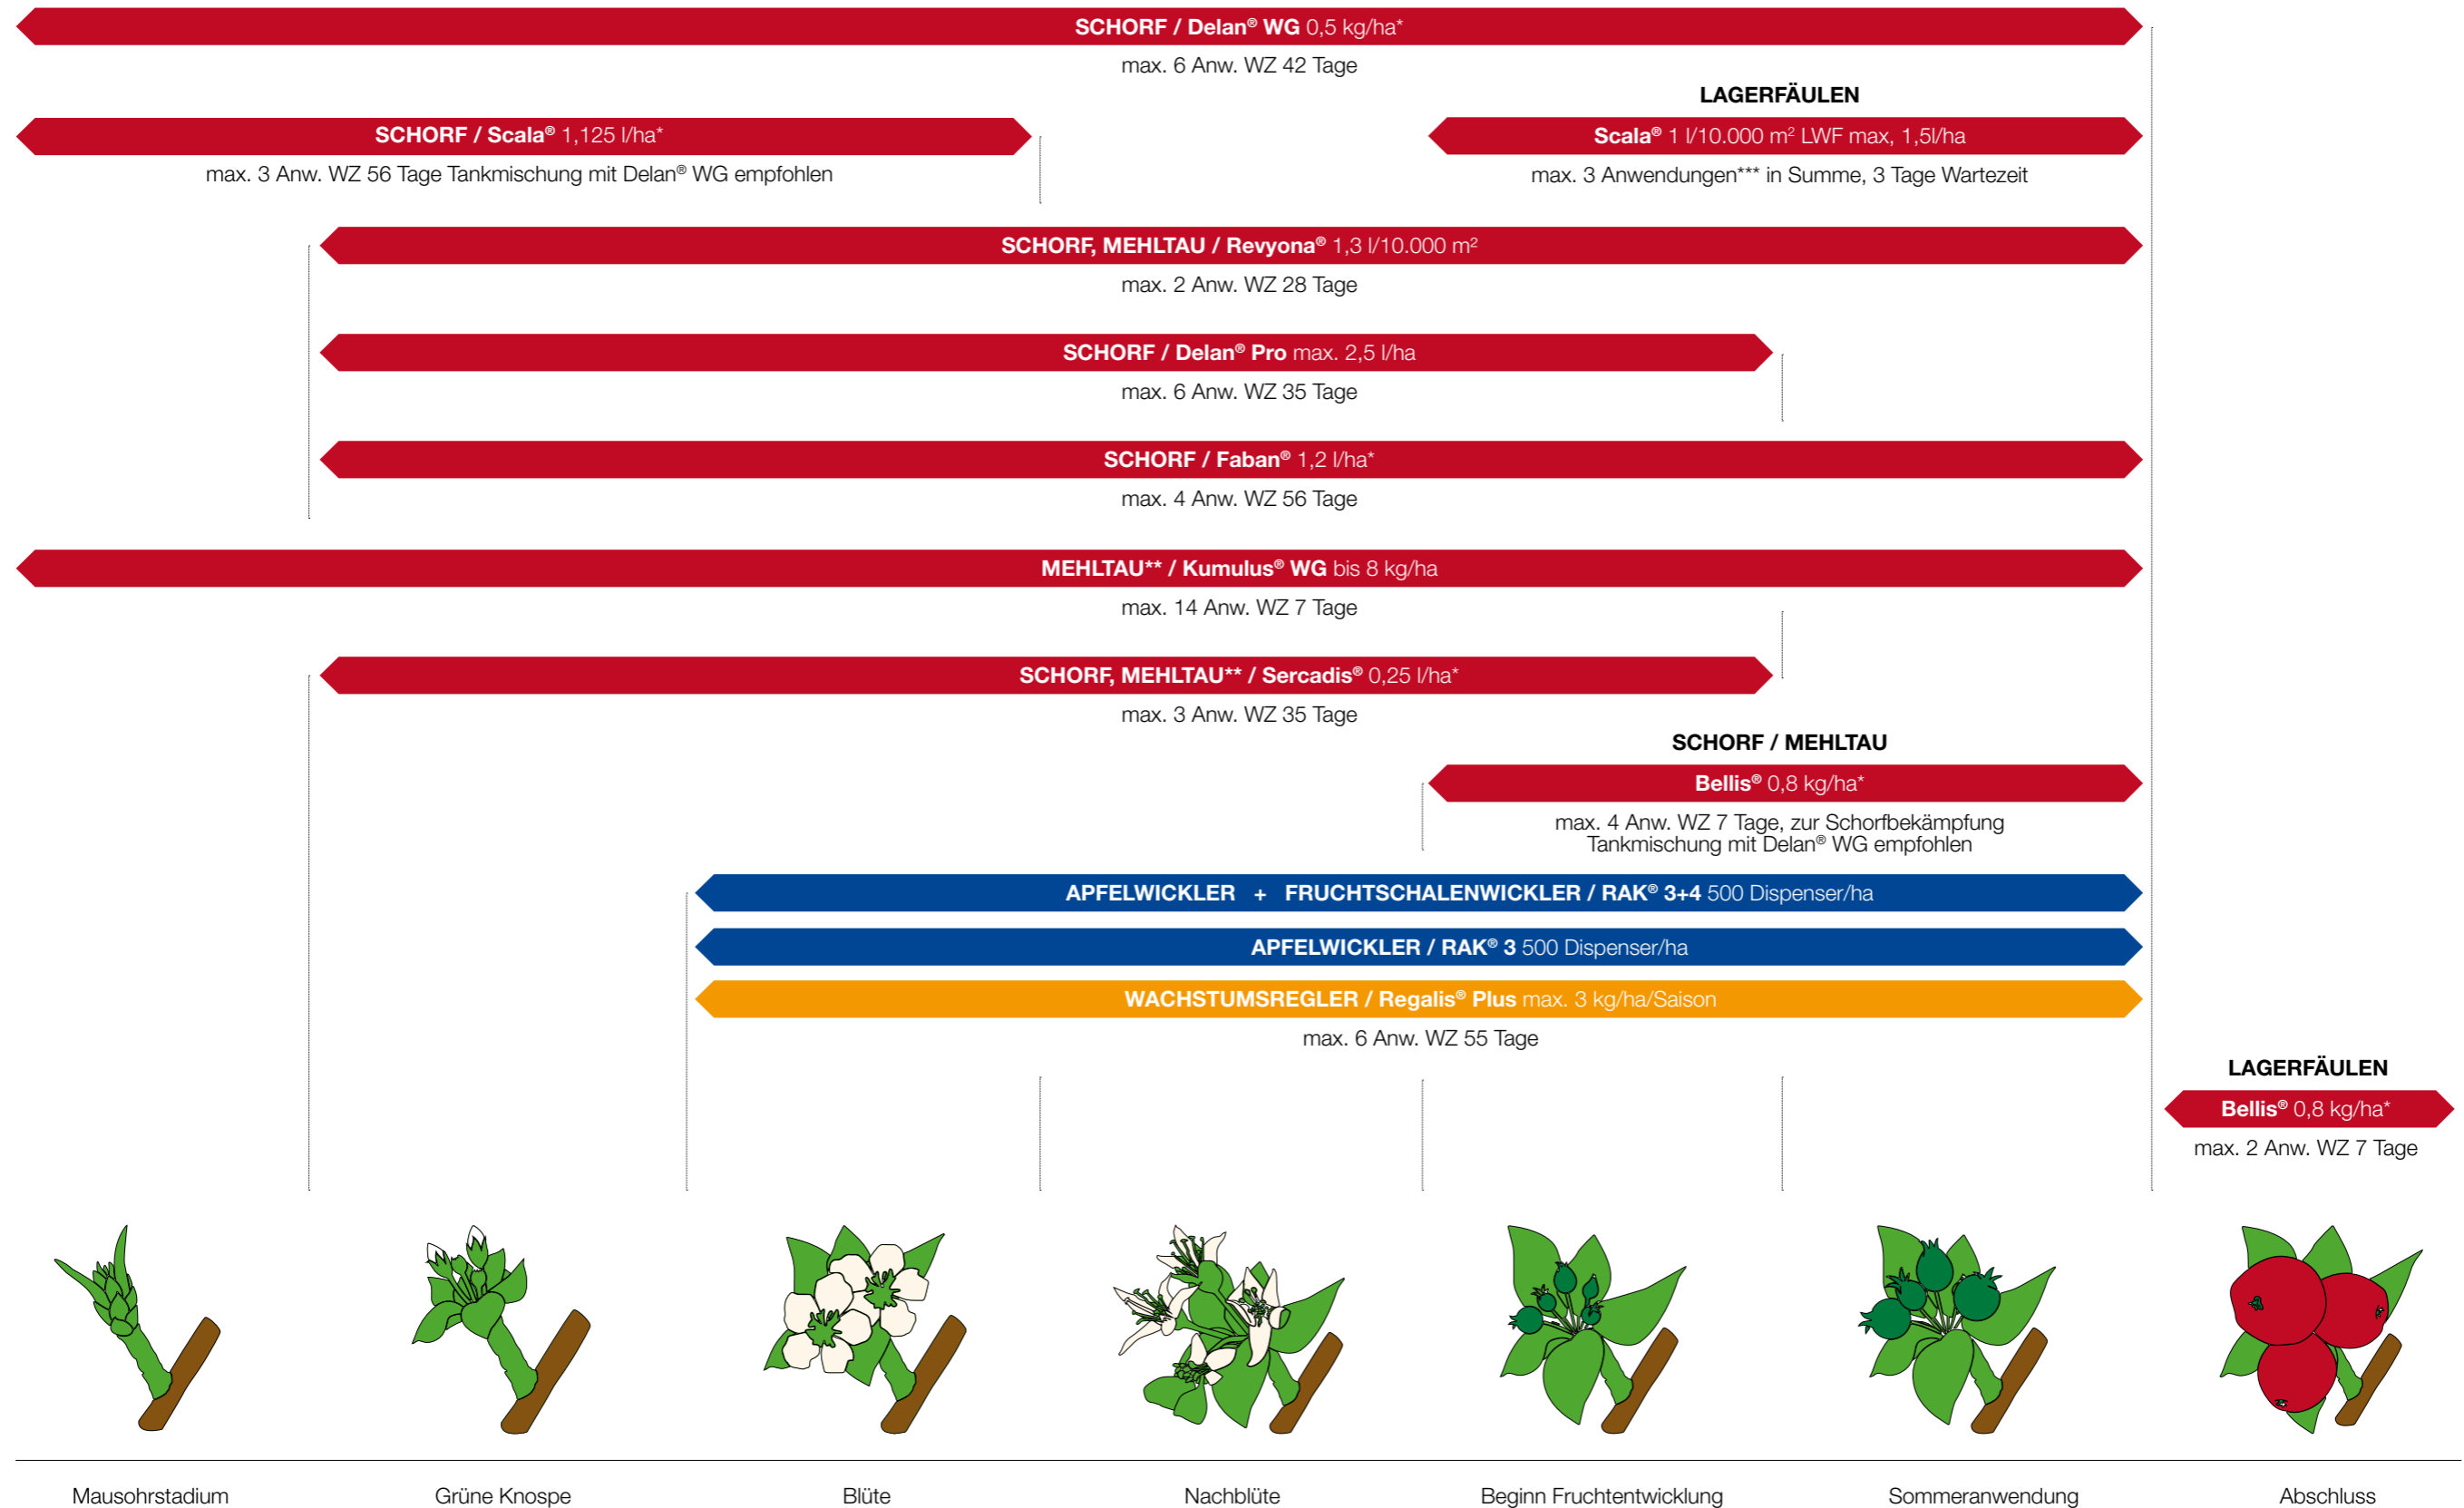 SCHORF / Delan® WG 0,5 kg/ha*
max. 6 Anw. WZ 42 Tage
LAGERFÄULEN
SCHORF / Scala® 1,125 l/ha*
Scala® 1 l/10.000 m² LWF max, 1,5l/ha
max. 3 Anw. WZ 56 Tage Tankmischung mit Delan® WG empfohlen
max. 3 Anwendungen*** in Summe, 3 Tage Wartezeit
SCHORF, MEHLTAU / Revyona® 1,3 l/10.000 m²
max. 2 Anw. WZ 28 Tage
SCHORF / Delan® Pro max. 2,5 l/ha
max. 6 Anw. WZ 35 Tage
SCHORF / Faban® 1,2 l/ha*
max. 4 Anw. WZ 56 Tage
MEHLTAU** / Kumulus® WG bis 8 kg/ha
max. 14 Anw. WZ 7 Tage
SCHORF, MEHLTAU** / Sercadis® 0,25 l/ha*
max. 3 Anw. WZ 35 Tage
SCHORF / MEHLTAU
Bellis® 0,8 kg/ha*
max. 4 Anw. WZ 7 Tage, zur Schorfbekämpfung
Tankmischung mit Delan® WG empfohlen
APFELWICKLER + FRUCHTSCHALENWICKLER / RAK® 3+4 500 Dispenser/ha
APFELWICKLER / RAK® 3 500 Dispenser/ha
WACHSTUMSREGLER / Regalis® Plus max. 3 kg/ha/Saison
max. 6 Anw. WZ 55 Tage
LAGERFÄULEN
Bellis® 0,8 kg/ha*
max. 2 Anw. WZ 7 Tage
Mausohrstadium
Grüne Knospe
Blüte
Nachblüte
Beginn Fruchtentwicklung
Sommeranwendung
Abschluss